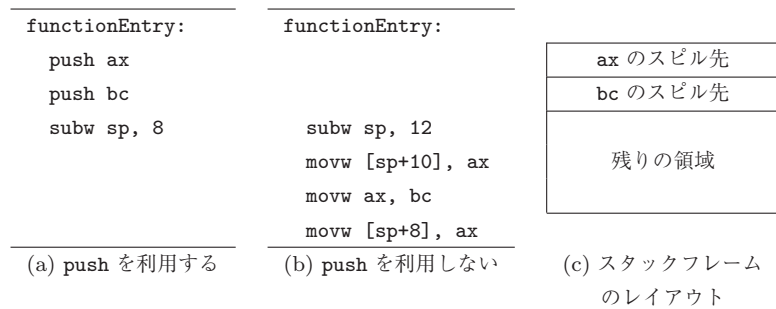 functionEntry:
push ax
push bc
subw sp, 8
(a) push を利用する
functionEntry:
subw sp, 12
movw [sp+10], ax
movw ax, bc
movw [sp+8], ax
(b) push を利用しない
ax のスピル先
bc のスピル先
残りの領域
(c) スタックフレーム
のレイアウト